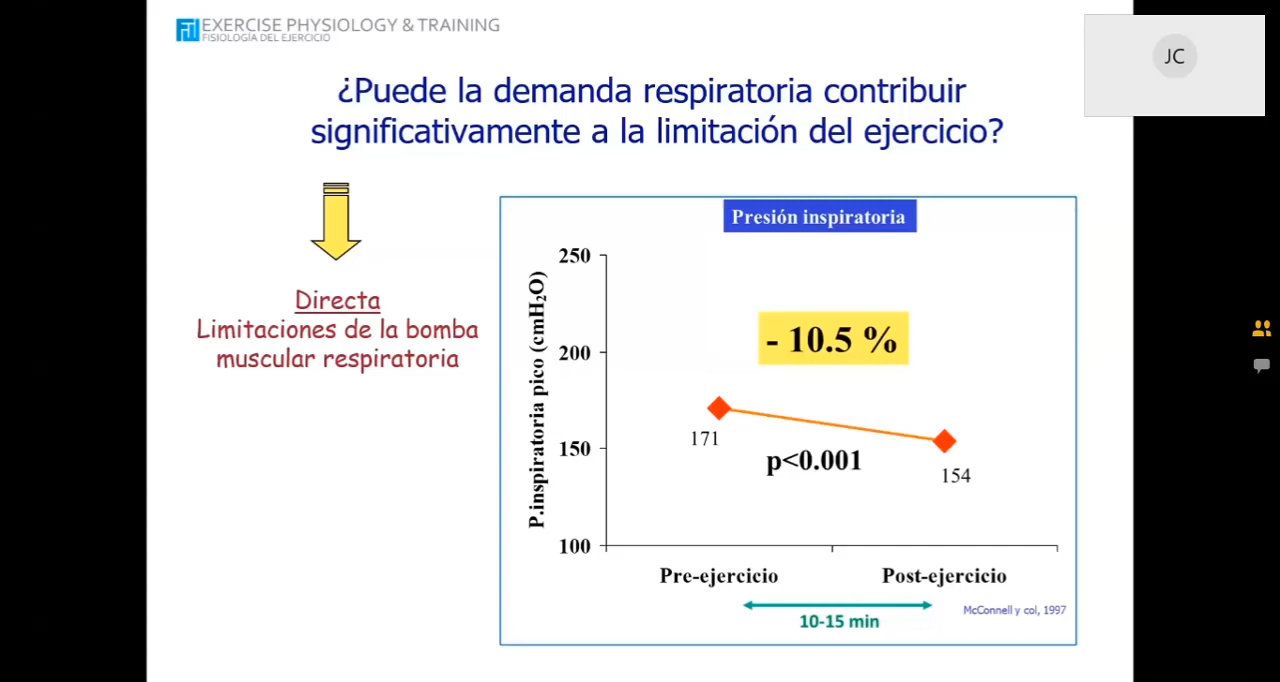 EXERCISE PHYSIOLOGY & TRAINING
FISIOLOGÍA DEL EJERCICIO
JC
¿Puede la demanda respiratoria contribuir
significativamente a la limitación del ejercicio?
Directa
Limitaciones de la bomba
muscular respiratoria
Presión inspiratoria
P.inspiratoria pico (cmH₂O)
250
200
150
100
- 10.5 %
171
p<0.001
154
Pre-ejercicio
Post-ejercicio
10-15 min
McConnell y col, 1997